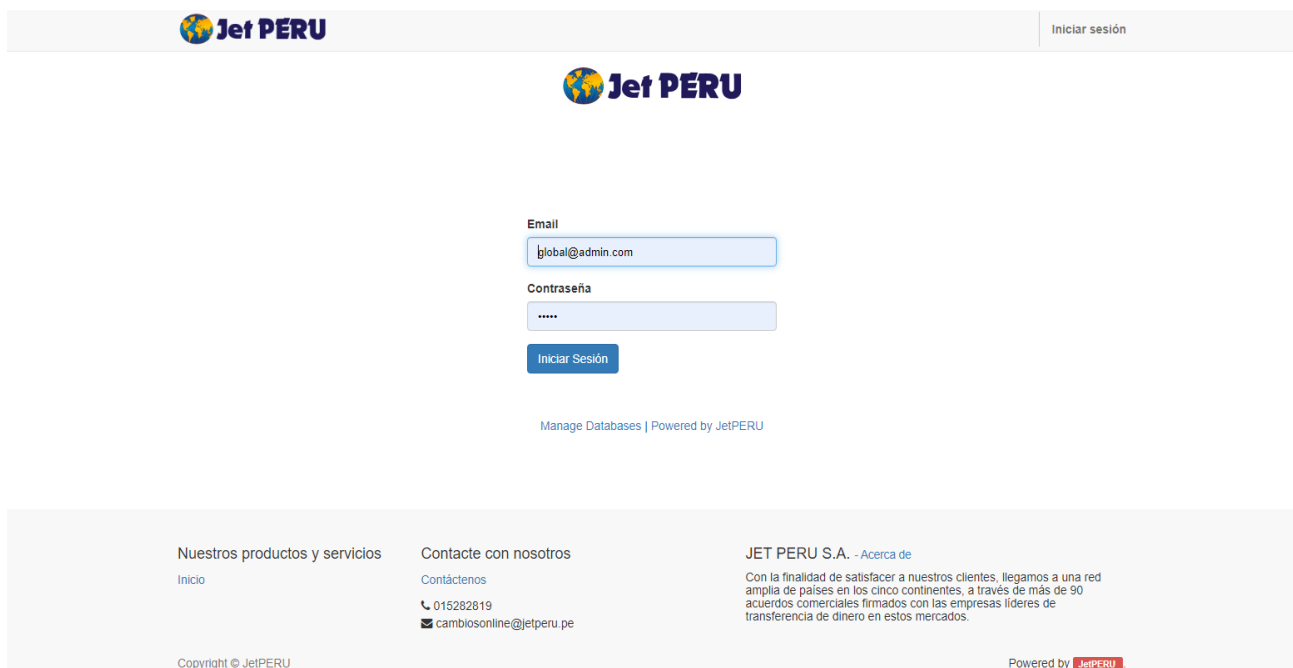 Jet PERU
Iniciar sesión
Jet PERU
Email
global@admin.com
Contraseña
•••••
Iniciar Sesión
Manage Databases | Powered by JetPERU
Nuestros productos y servicios
Inicio
Contacte con nosotros
Contáctenos
015282819
cambiosonline@jetperu.pe
JET PERU S.A. - Acerca de
Con la finalidad de satisfacer a nuestros clientes, llegamos a una red
amplia de países en los cinco continentes, a través de más de 90
acuerdos comerciales firmados con las empresas líderes de
transferencia de dinero en estos mercados.
Copyright © JetPERU
Powered by JetPERU.